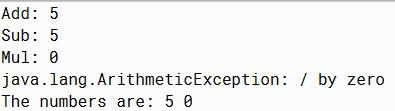 Add: 5
Sub: 5
Mul: 0
java.lang.ArithmeticException: / by zero
The numbers are: 5 0